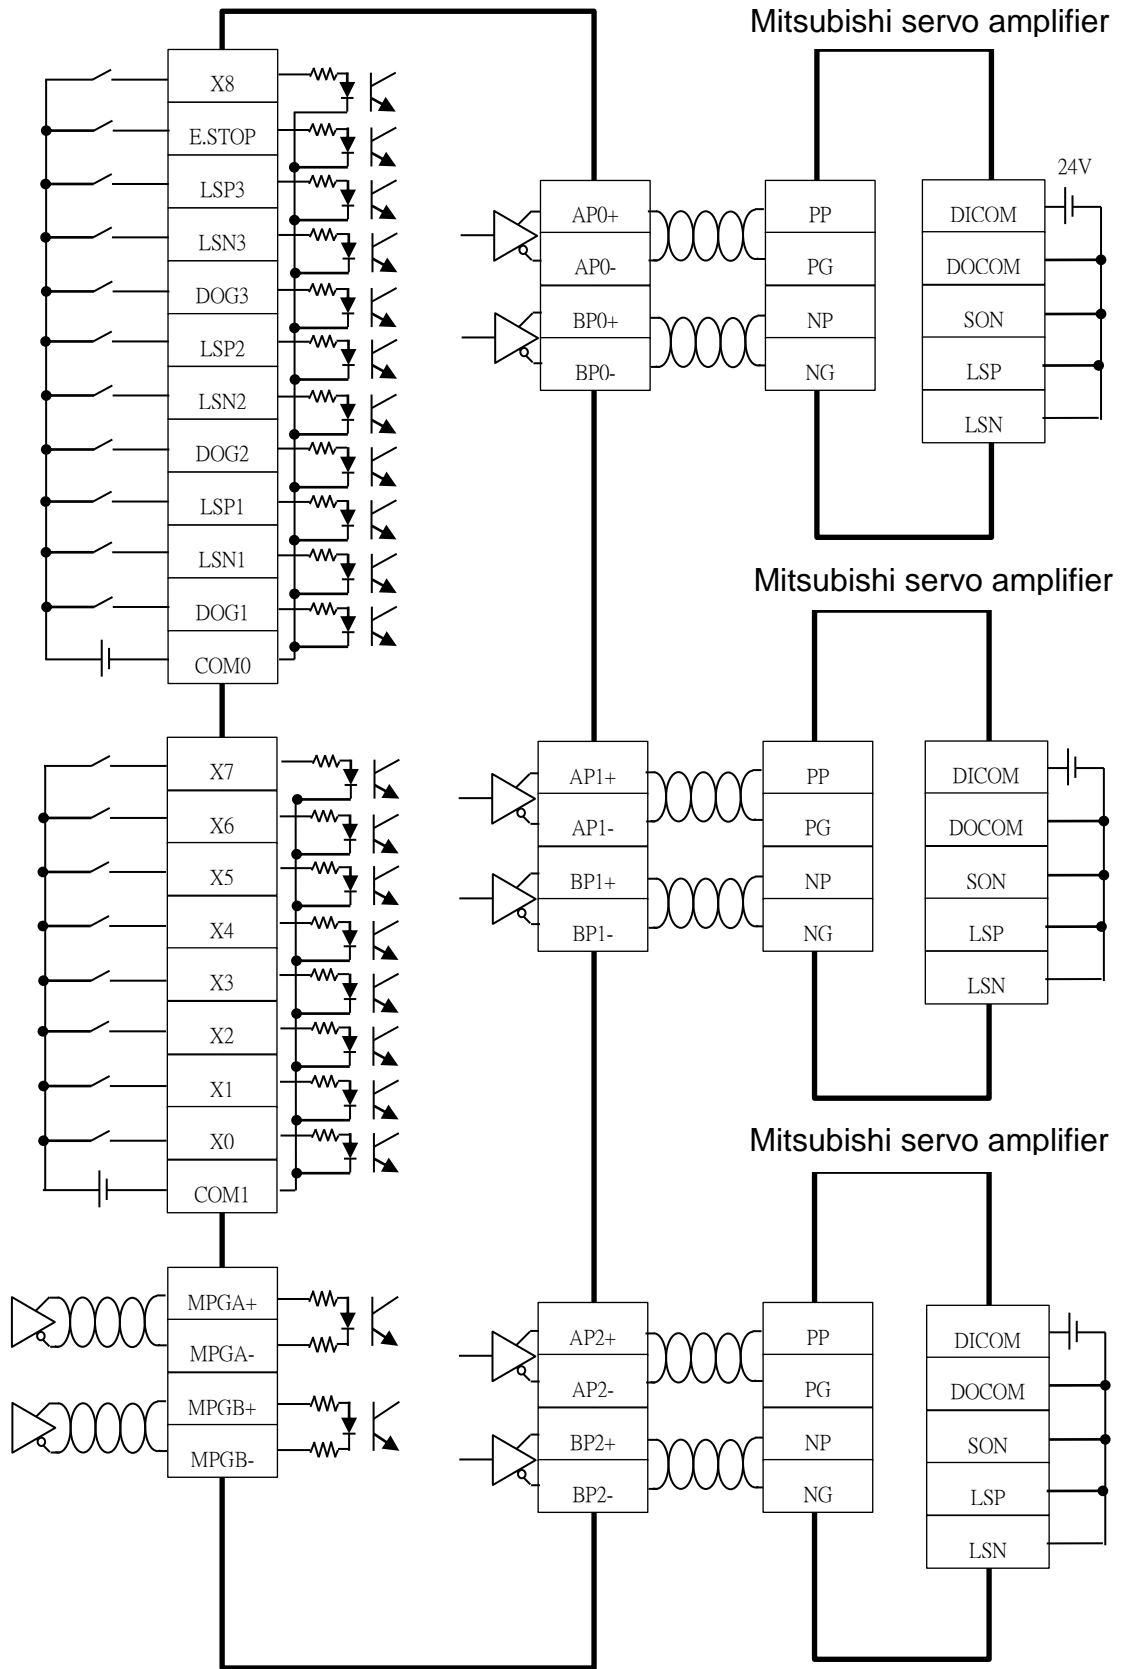 Mitsubishi servo amplifier
X8
E.STOP
LSP3
LSN3
DOG3
LSP2
LSN2
DOG2
LSP1
LSN1
DOG1
COM0
AP0+
AP0-
BP0+
BP0-
PP
PG
NP
NG
24V
DICOM
DOCOM
SON
LSP
LSN
Mitsubishi servo amplifier
X7
X6
X5
X4
X3
X2
X1
X0
COM1
AP1+
AP1-
BP1+
BP1-
PP
PG
NP
NG
DICOM
DOCOM
SON
LSP
LSN
Mitsubishi servo amplifier
MPGA+
MPGA-
MPGB+
MPGB-
AP2+
AP2-
BP2+
BP2-
PP
PG
NP
NG
DICOM
DOCOM
SON
LSP
LSN